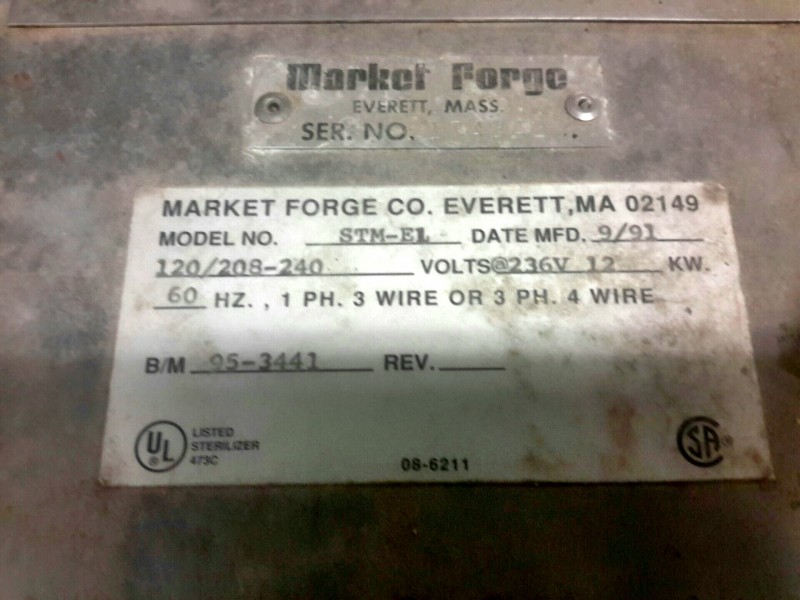 Market Forge
EVERETT, MASS.
SER. NO.
MARKET FORGE CO. EVERETT, MA 02149
MODEL NO. STM-EL DATE MFD. 9/91
120/208-240 VOLTS@236V 12 KW.
60 HZ., 1 PH. 3 WIRE OR 3 PH. 4 WIRE
B/M 95-3441 REV.
UL LISTED
STERILIZER
473C
08-6211
SA